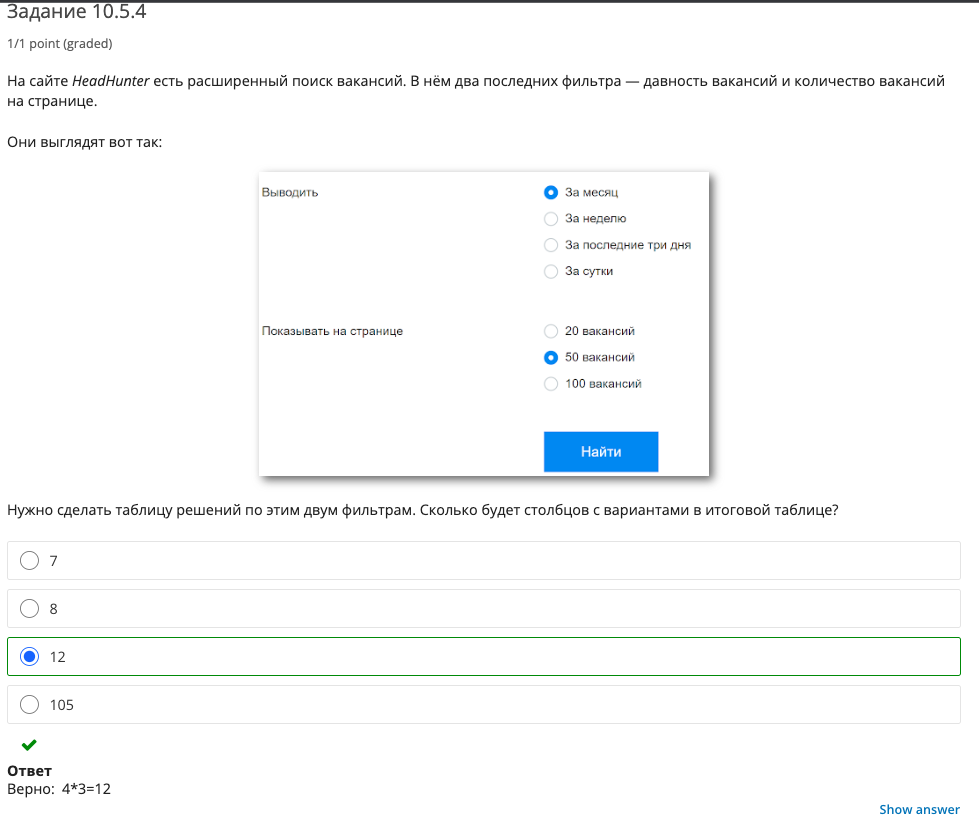 Задание 10.5.4
1/1 point (graded)
На сайте HeadHunter есть расширенный поиск вакансий. В нём два последних фильтра — давность вакансий и количество вакансий
на странице.
Они выглядят вот так:
Выводить
За месяц
За неделю
За последние три дня
За сутки
Показывать на странице
20 вакансий
50 вакансий
100 вакансий
Найти
Нужно сделать таблицу решений по этим двум фильтрам. Сколько будет столбцов с вариантами в итоговой таблице?
7
8
12
105
Ответ
Верно: 4*3=12
Show answer